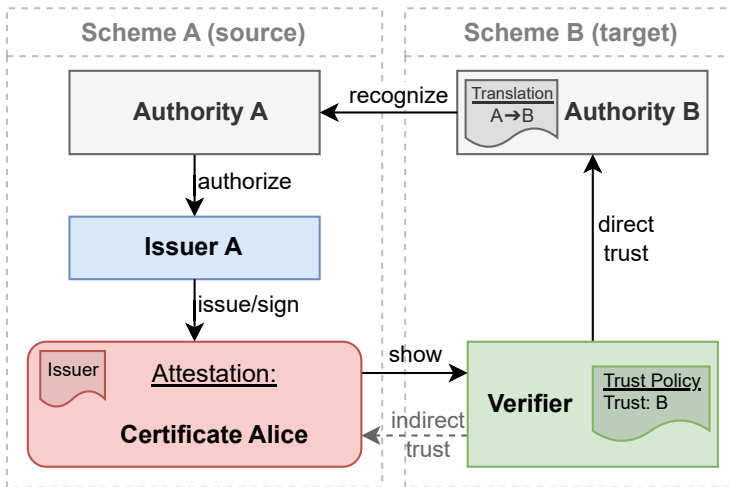 Scheme A (source)
Scheme B (target)
Authority A
recognize
Translation
A➔B
Authority B
authorize
Issuer A
direct
trust
issue/sign
Issuer
Attestation:
Certificate Alice
show
indirect
trust
Verifier
Trust Policy
Trust: B